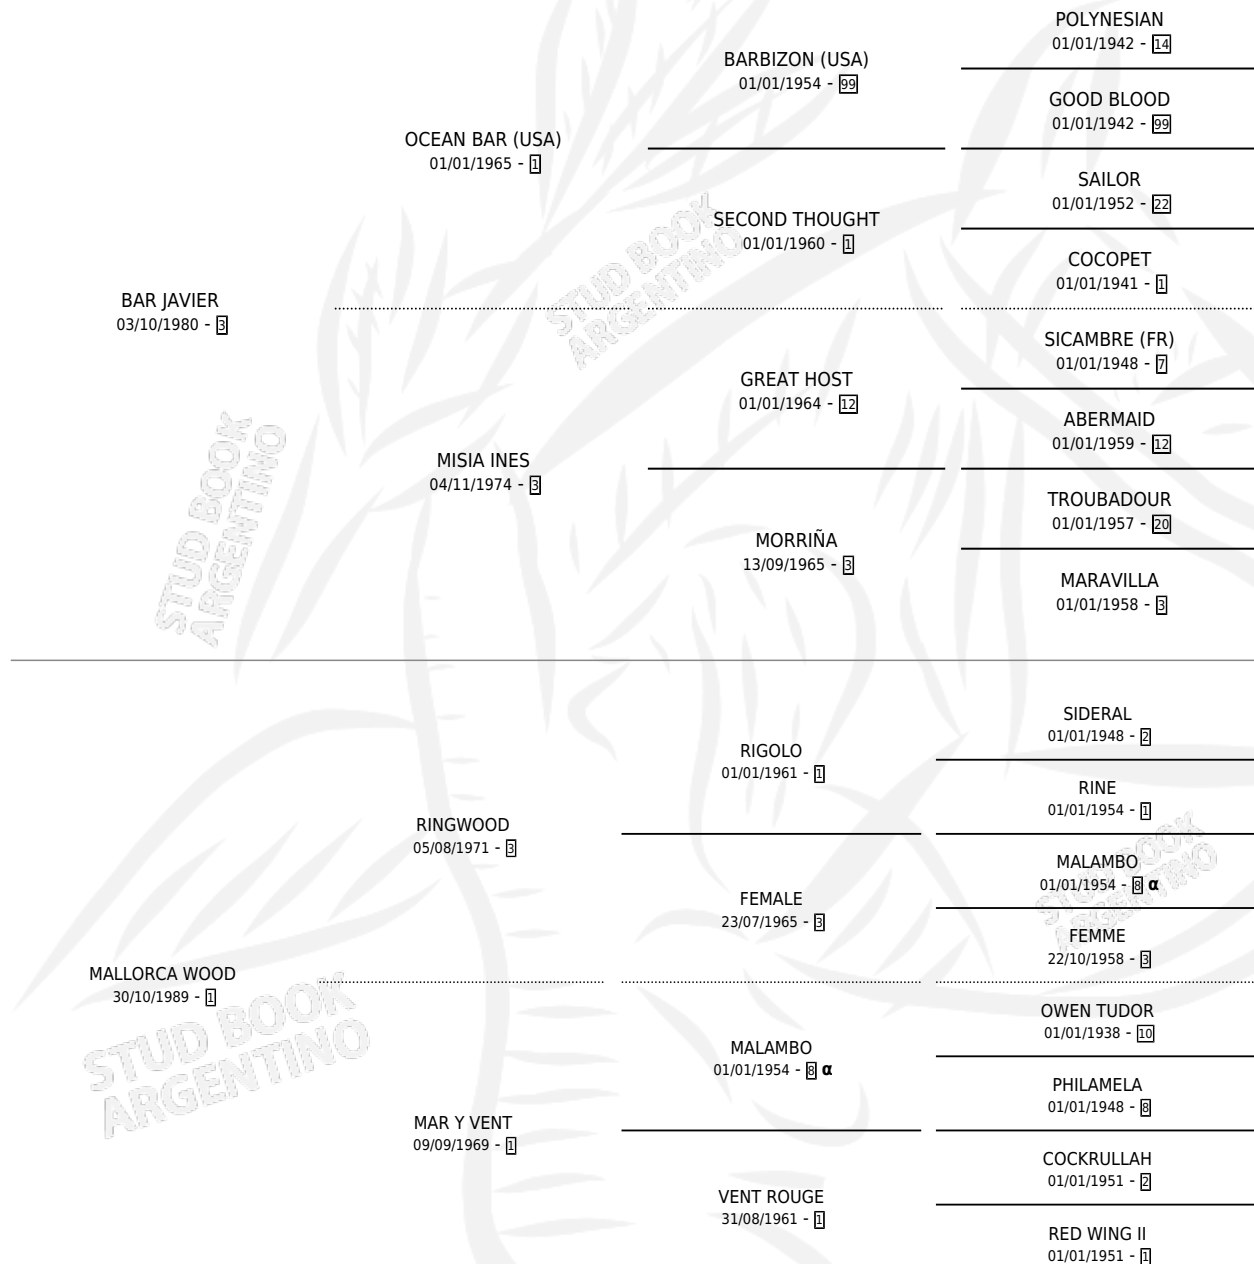 POLYNESIAN
01/01/1942 - 14
BARBIZON (USA)
01/01/1954 - 99
GOOD BLOOD
01/01/1942 - 99
OCEAN BAR (USA)
01/01/1965 - 1
SAILOR
01/01/1952 - 22
SECOND THOUGHT
01/01/1960 - 1
COCOPET
01/01/1941 - 1
STUD BOOK
ARGENTINO
BAR JAVIER
03/10/1980 - 3
SICAMBRE (FR)
01/01/1948 - 7
GREAT HOST
01/01/1964 - 12
ABERMAID
01/01/1959 - 12
MISIA INES
04/11/1974 - 3
TROUBADOUR
01/01/1957 - 20
MORRIÑA
13/09/1965 - 3
MARAVILLA
01/01/1958 - 3
STUD BOOK
ARGENTINO
SIDERAL
01/01/1948 - 2
RIGOLO
01/01/1961 - 1
RINE
01/01/1954 - 1
RINGWOOD
05/08/1971 - 3
MALAMBO
01/01/1954 - 8 α
FEMALE
23/07/1965 - 3
FEMME
22/10/1958 - 3
STUD BOOK
ARGENTINO
MALLORCA WOOD
30/10/1989 - 1
OWEN TUDOR
01/01/1938 - 10
MALAMBO
01/01/1954 - 8 α
PHILAMELA
01/01/1948 - 8
STUD BOOK
ARGENTINO
MAR Y VENT
09/09/1969 - 1
COCKRULLAH
01/01/1951 - 2
VENT ROUGE
31/08/1961 - 1
RED WING II
01/01/1951 - 1